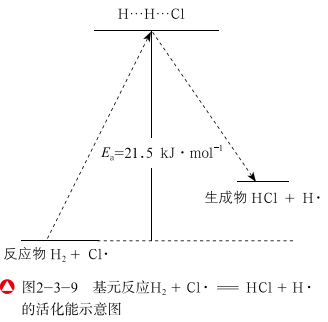 H···H···Cl
Eₐ=21.5 kJ·mol⁻¹
生成物 HCl + H·
反应物 H₂ + Cl·
图2-3-9 基元反应H₂ + Cl· ══ HCl + H·
的活化能示意图